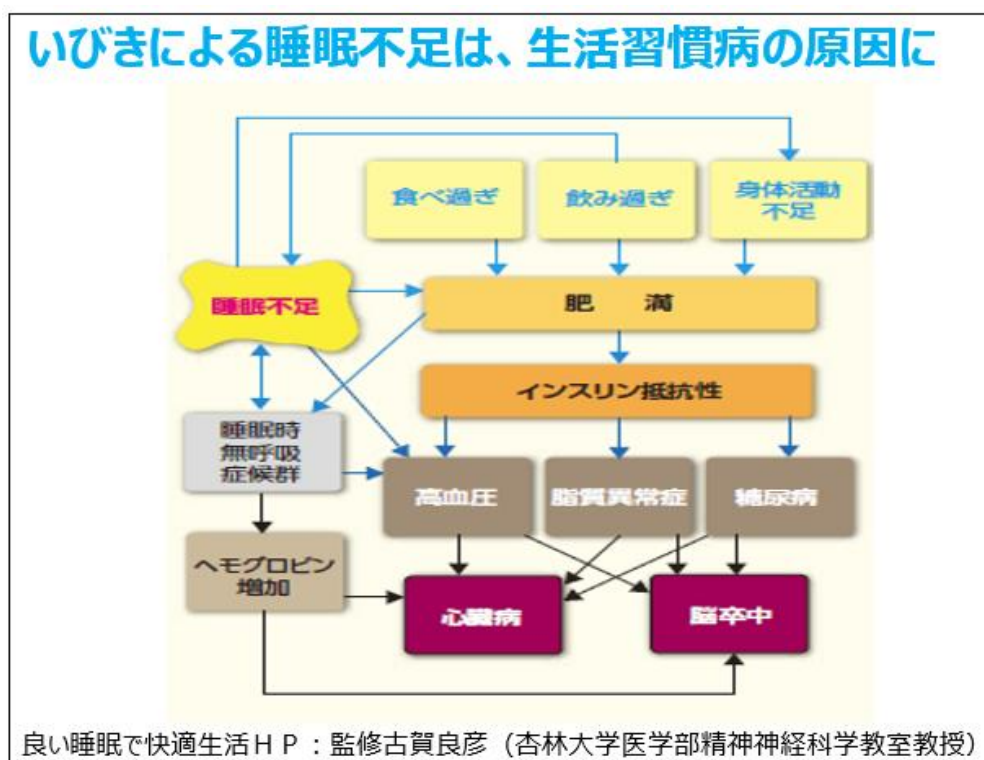 いびきによる睡眠不足は、生活習慣病の原因に
食べ過ぎ
飲み過ぎ
身体活動
不足
睡眠不足
肥　満
インスリン抵抗性
睡眠時
無呼吸
症候群
高血圧
脂質異常症
糖尿病
ヘモグロビン
増加
心臓病
脳卒中
良い睡眠で快適生活ＨＰ：監修古賀良彦（杏林大学医学部精神神経科学教室教授）